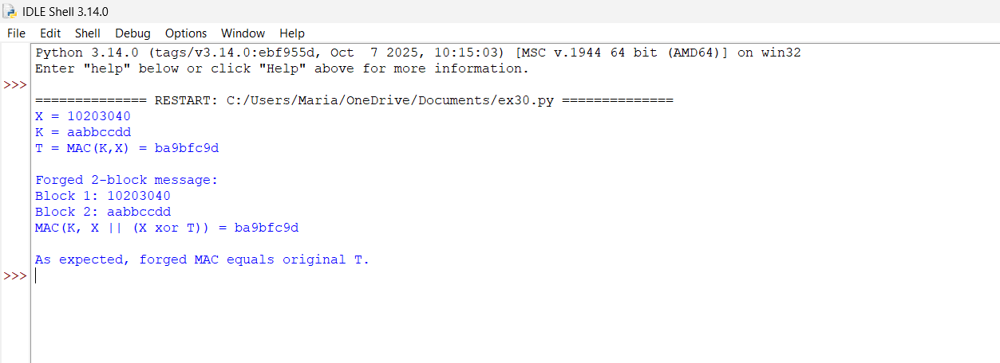 IDLE Shell 3.14.0
File Edit Shell Debug Options Window Help
Python 3.14.0 (tags/v3.14.0:ebf955d, Oct  7 2025, 10:15:03) [MSC v.1944 64 bit (AMD64)] on win32
Enter "help" below or click "Help" above for more information.
>>>
============== RESTART: C:/Users/Maria/OneDrive/Documents/ex30.py ==============
X = 10203040
K = aabbccdd
T = MAC(K,X) = ba9bfc9d
Forged 2-block message:
Block 1: 10203040
Block 2: aabbccdd
MAC(K, X || (X xor T)) = ba9bfc9d
As expected, forged MAC equals original T.
>>>